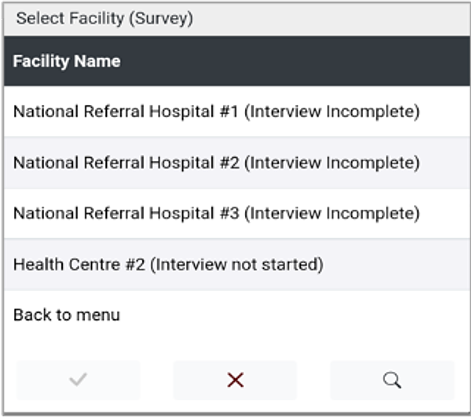 Select Facility (Survey)
Facility Name
National Referral Hospital #1 (Interview Incomplete)
National Referral Hospital #2 (Interview Incomplete)
National Referral Hospital #3 (Interview Incomplete)
Health Centre #2 (Interview not started)
Back to menu